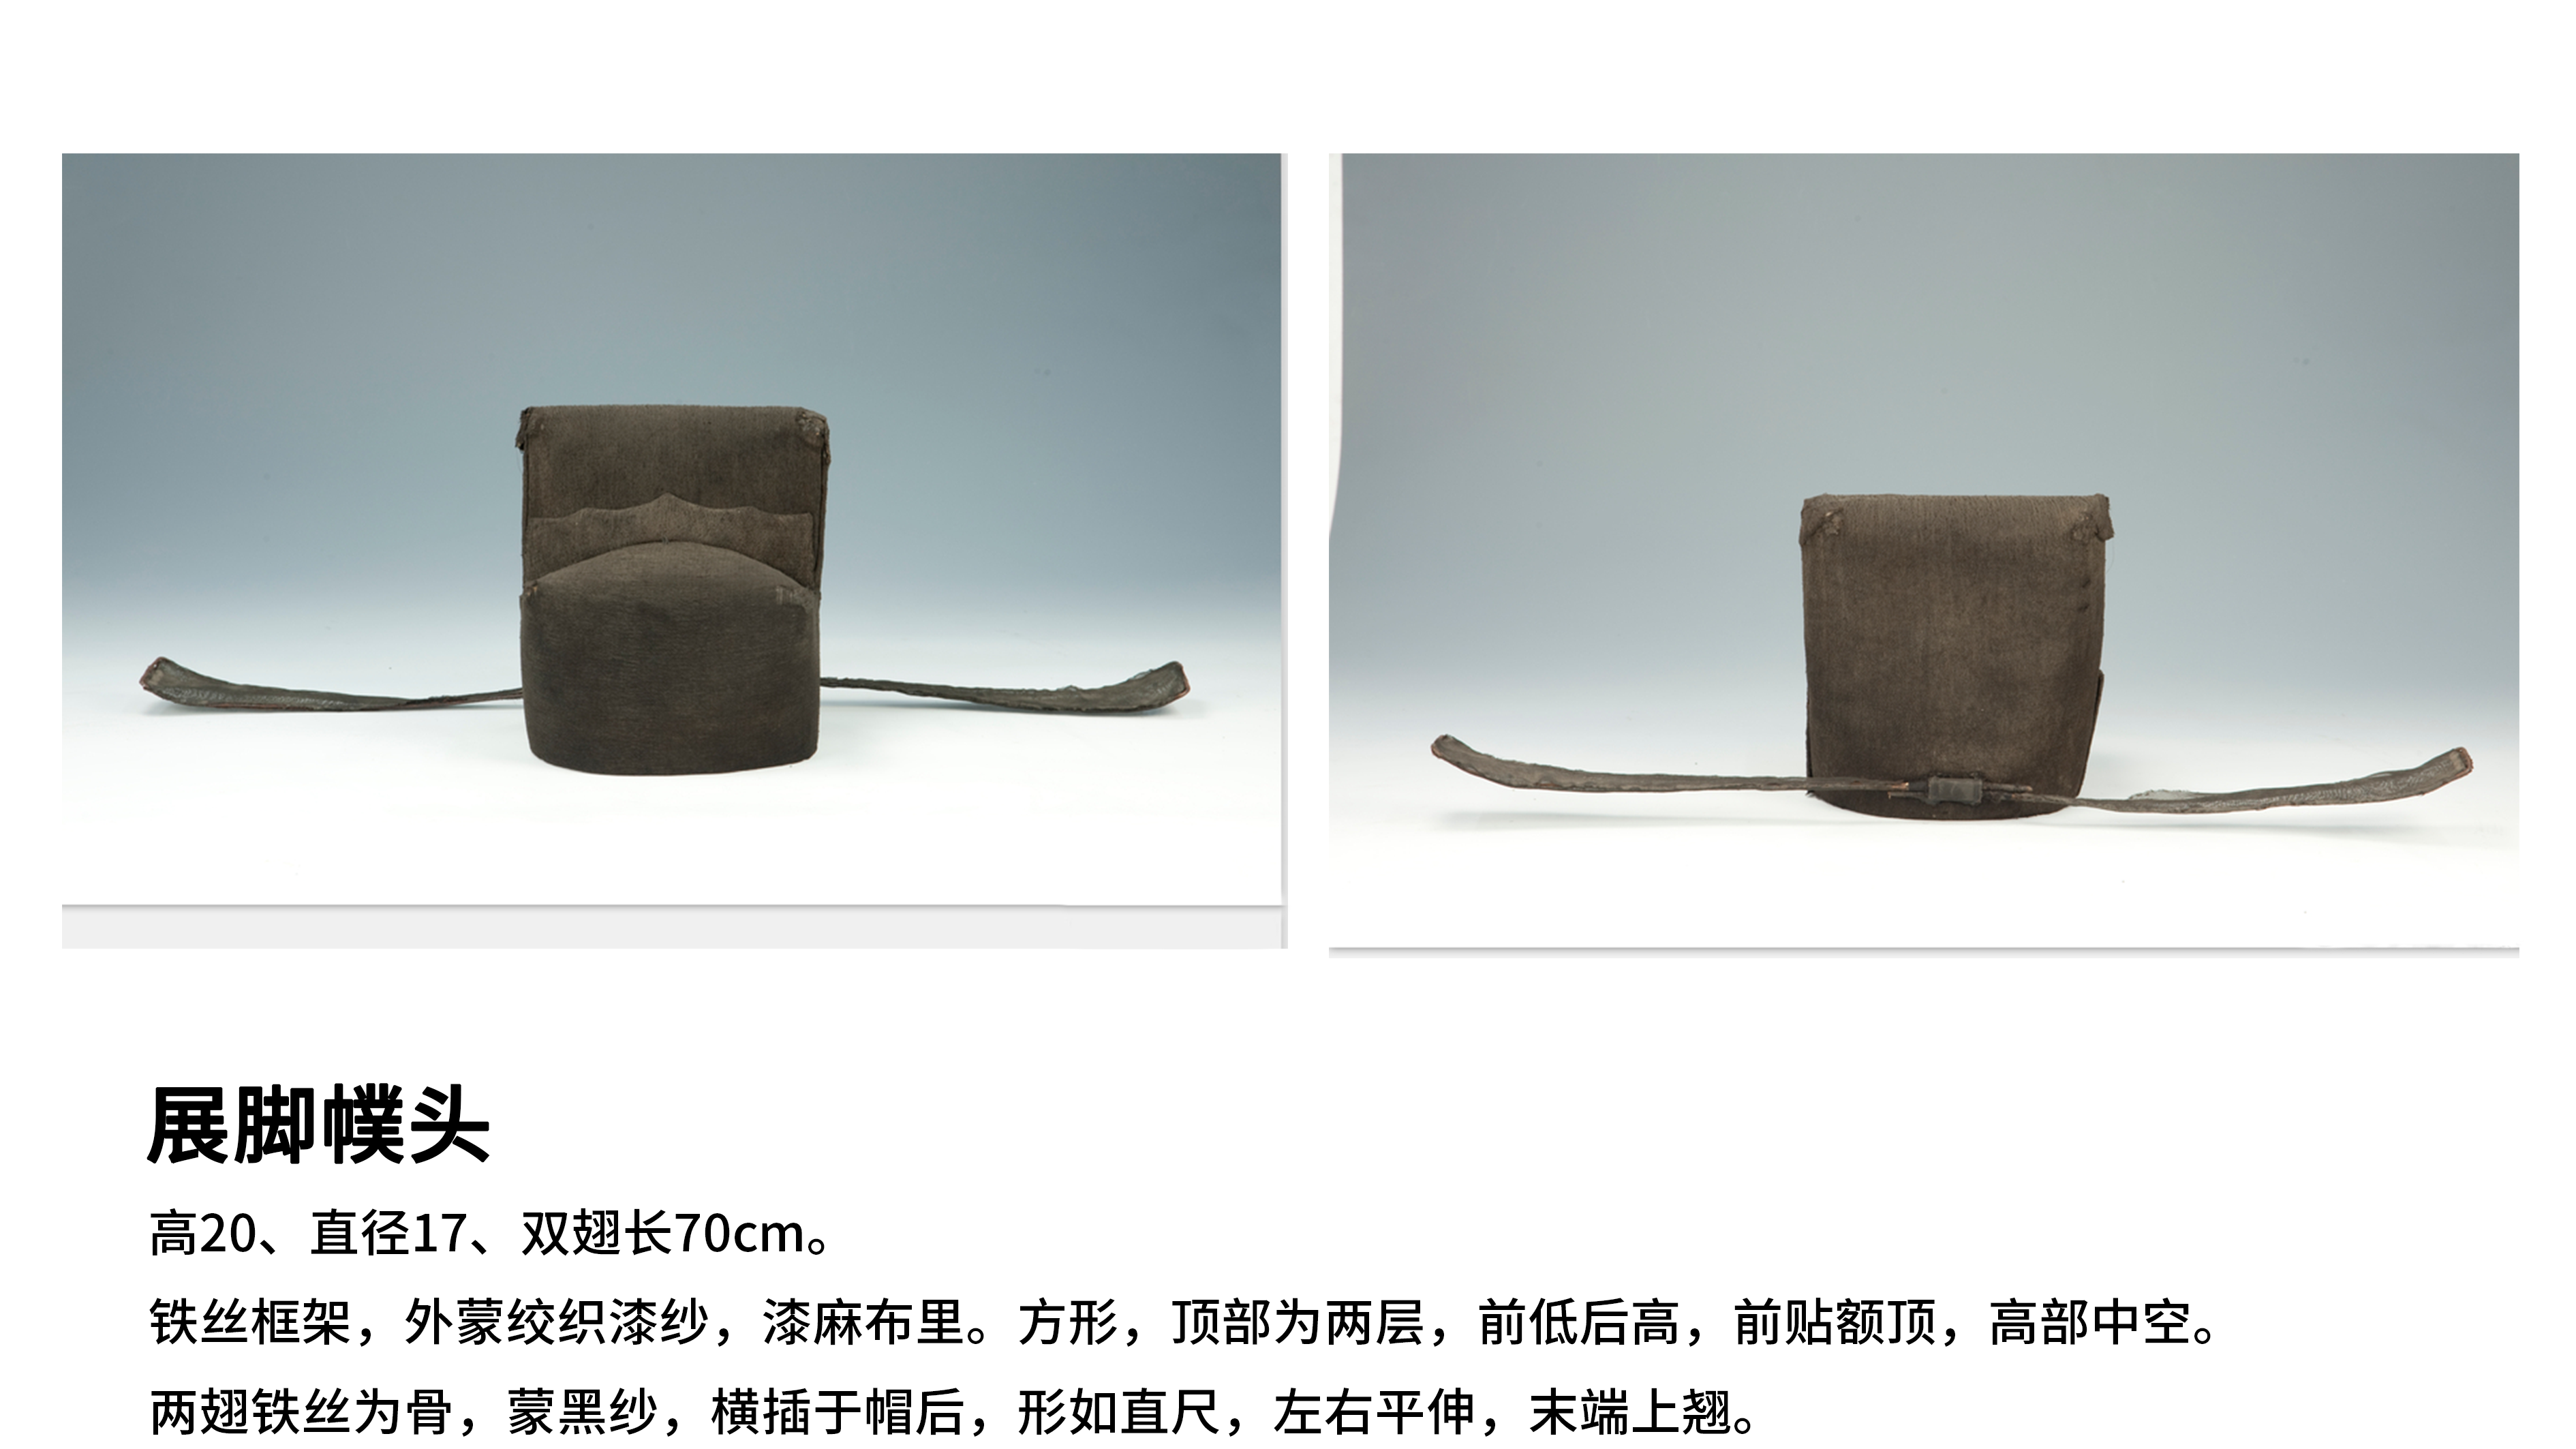 展脚幞头
高20、直径17、双翅长70cm。
铁丝框架，外蒙绞织漆纱，漆麻布里。方形，顶部为两层，前低后高，前贴额顶，高部中空。
两翅铁丝为骨，蒙黑纱，横插于帽后，形如直尺，左右平伸，末端上翘。